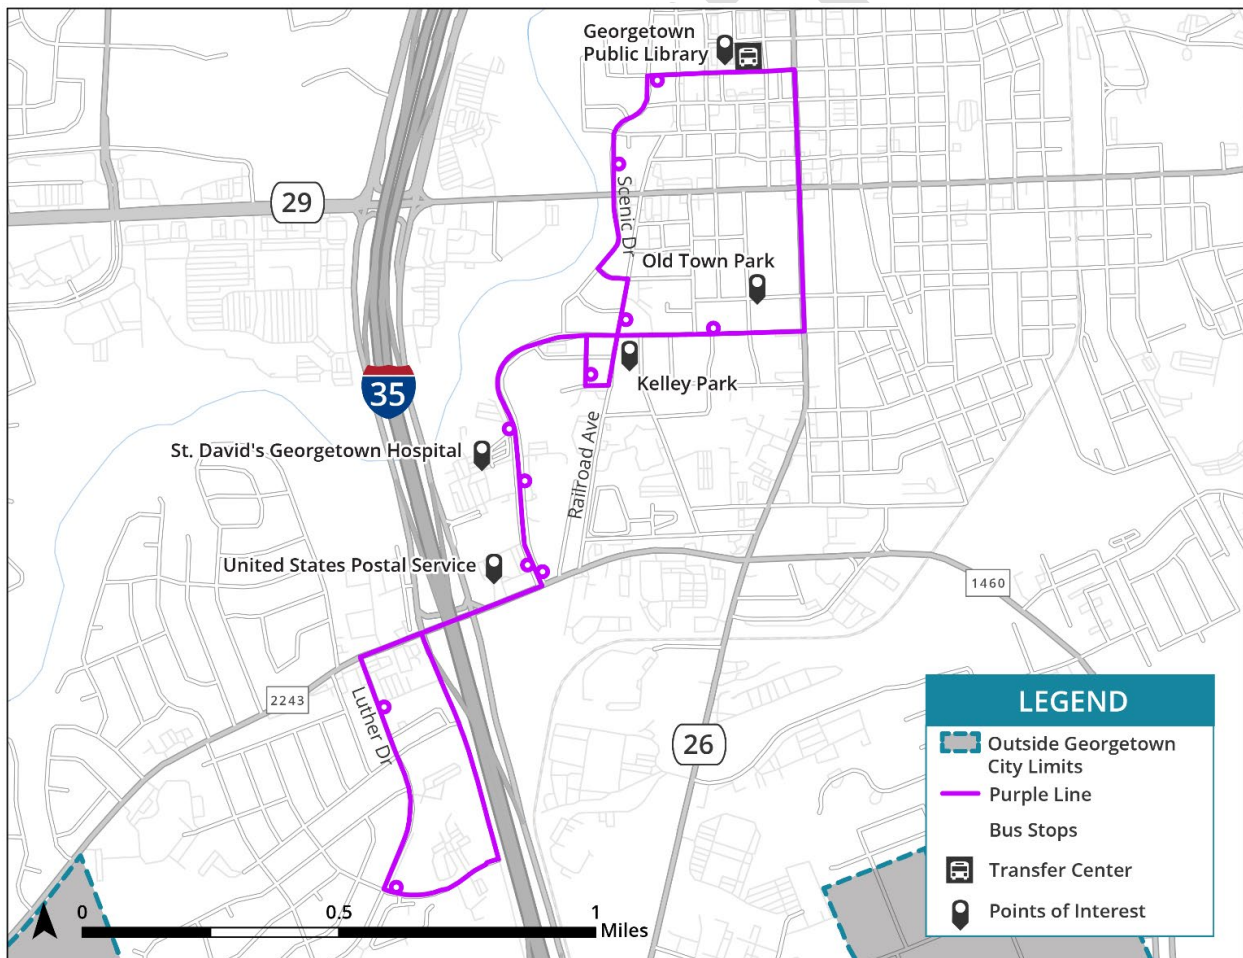 Georgetown
Public Library
29
Scenic Dr
Old Town Park
35
Kelley Park
St. David's Georgetown Hospital
Railroad Ave
United States Postal Service
1460
2243
Luther Dr
26
LEGEND
Outside Georgetown
City Limits
Purple Line
Bus Stops
Transfer Center
Points of Interest
0 0.5 1
Miles